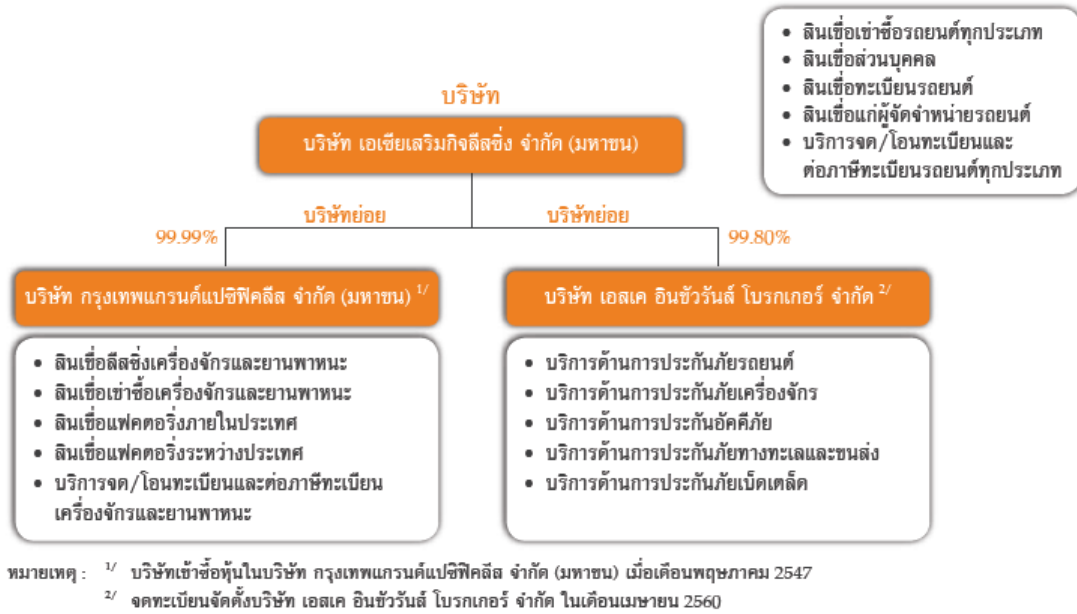 • สินเชื่อเช่าซื้อรถยนต์ทุกประเภท
• สินเชื่อส่วนบุคคล
• สินเชื่อทะเบียนรถยนต์
• สินเชื่อแก่ผู้จัดจำหน่ายรถยนต์
• บริการจด/โอนทะเบียนและ
ต่อภาษีทะเบียนรถยนต์ทุกประเภท
บริษัท
บริษัท เอเซียเสริมกิจลีสซิ่ง จำกัด (มหาชน)
บริษัทย่อย
บริษัทย่อย
99.99%
99.80%
บริษัท กรุงเทพแกรนด์แปซิฟิคลีส จำกัด (มหาชน) 1/
บริษัท เอสเค อินชัวรันส์ โบรกเกอร์ จำกัด 2/
• สินเชื่อลีสซิ่งเครื่องจักรและยานพาหนะ
• สินเชื่อเช่าซื้อเครื่องจักรและยานพาหนะ
• สินเชื่อแฟคตอริ่งภายในประเทศ
• สินเชื่อแฟคตอริ่งระหว่างประเทศ
• บริการจด/โอนทะเบียนและต่อภาษีทะเบียน
เครื่องจักรและยานพาหนะ
• บริการด้านการประกันภัยรถยนต์
• บริการด้านการประกันภัยเครื่องจักร
• บริการด้านการประกันอัคคีภัย
• บริการด้านการประกันภัยทางทะเลและขนส่ง
• บริการด้านการประกันภัยเบ็ดเตล็ด
หมายเหตุ : 1/ บริษัทเข้าซื้อหุ้นในบริษัท กรุงเทพแกรนด์แปซิฟิคลีส จำกัด (มหาชน) เมื่อเดือนพฤษภาคม 2547
2/ จดทะเบียนจัดตั้งบริษัท เอสเค อินชัวรันส์ โบรกเกอร์ จำกัด ในเดือนเมษายน 2560